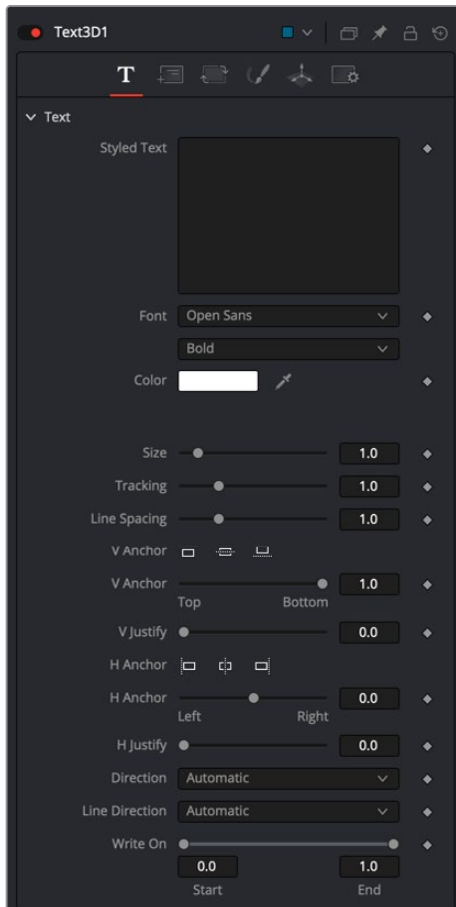 Text3D1
T
Text
Styled Text
Font Open Sans
Bold
Color
Size 1.0
Tracking 1.0
Line Spacing 1.0
V Anchor
V Anchor 1.0
Top Bottom
V Justify 0.0
H Anchor
H Anchor 0.0
Left Right
H Justify 0.0
Direction Automatic
Line Direction Automatic
Write On
0.0 1.0
Start End